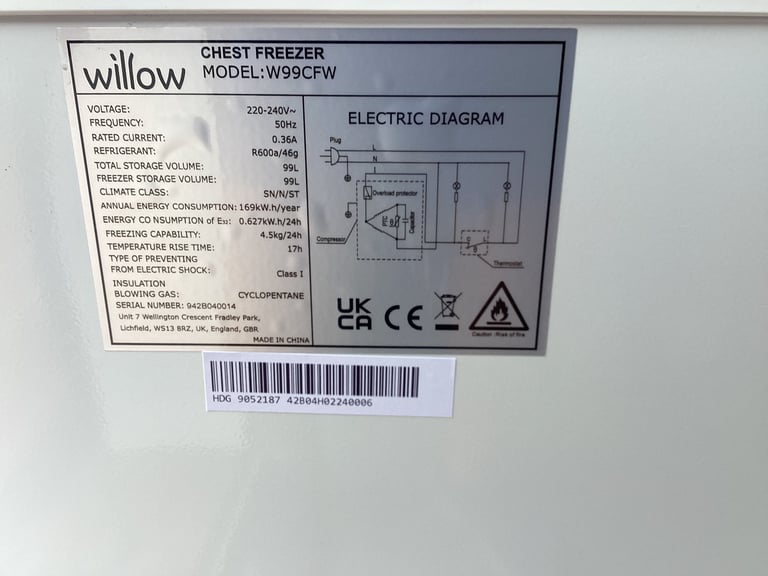 willow
CHEST FREEZER
MODEL:W99CFW
VOLTAGE: 220-240V~
FREQUENCY: 50Hz
RATED CURRENT: 0.36A
REFRIGERANT: R600a/46g
TOTAL STORAGE VOLUME: 99L
FREEZER STORAGE VOLUME: 99L
CLIMATE CLASS: SN/N/ST
ANNUAL ENERGY CONSUMPTION: 169kW.h/year
ENERGY CO NSUMPTION OF E₃₂: 0.627kW.h/24h
FREEZING CAPABILITY: 4.5kg/24h
TEMPERATURE RISE TIME: 17h
TYPE OF PREVENTING
FROM ELECTRIC SHOCK: Class I
INSULATION
BLOWING GAS: CYCLOPENTANE
SERIAL NUMBER: 942B040014
Unit 7 Wellington Crescent Fradley Park,
Lichfield, WS13 8RZ, UK, England, GBR
MADE IN CHINA
ELECTRIC DIAGRAM
Plug
L
N
Overload protector
PTC
Capacitor
Compressor
C L
Thermostat
UK
CA CE
Caution : Risk of fire
HDG 9052187 42B04H02240006